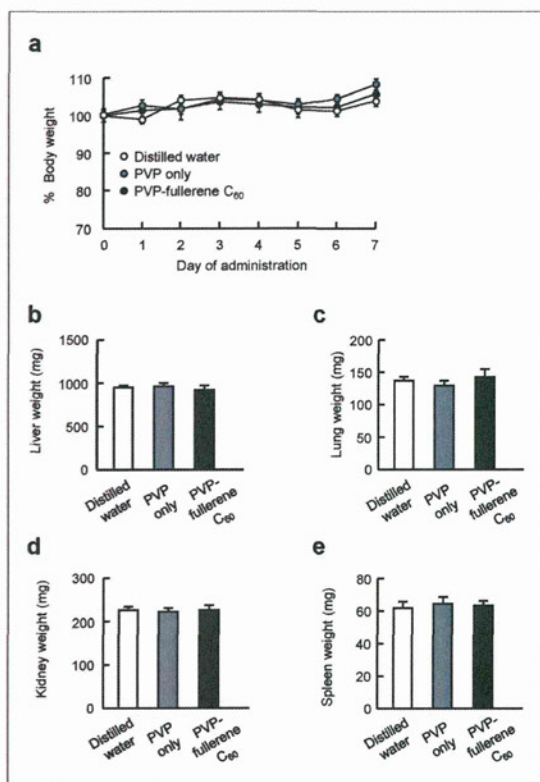 a
110
100
90
80
70
% Body weight
Distilled water
PVP only
PVP-fullerene C₆₀
0 1 2 3 4 5 6 7
Day of administration
b
1500
1000
500
0
Liver weight (mg)
Distilled
water
PVP
only
PVP-
fullerene
C₆₀
c
200
150
100
50
0
Lung weight (mg)
Distilled
water
PVP
only
PVP-
fullerene
C₆₀
d
300
200
100
0
Kidney weight (mg)
Distilled
water
PVP
only
PVP-
fullerene
C₆₀
e
80
60
40
20
0
Spleen weight (mg)
Distilled
water
PVP
only
PVP-
fullerene
C₆₀